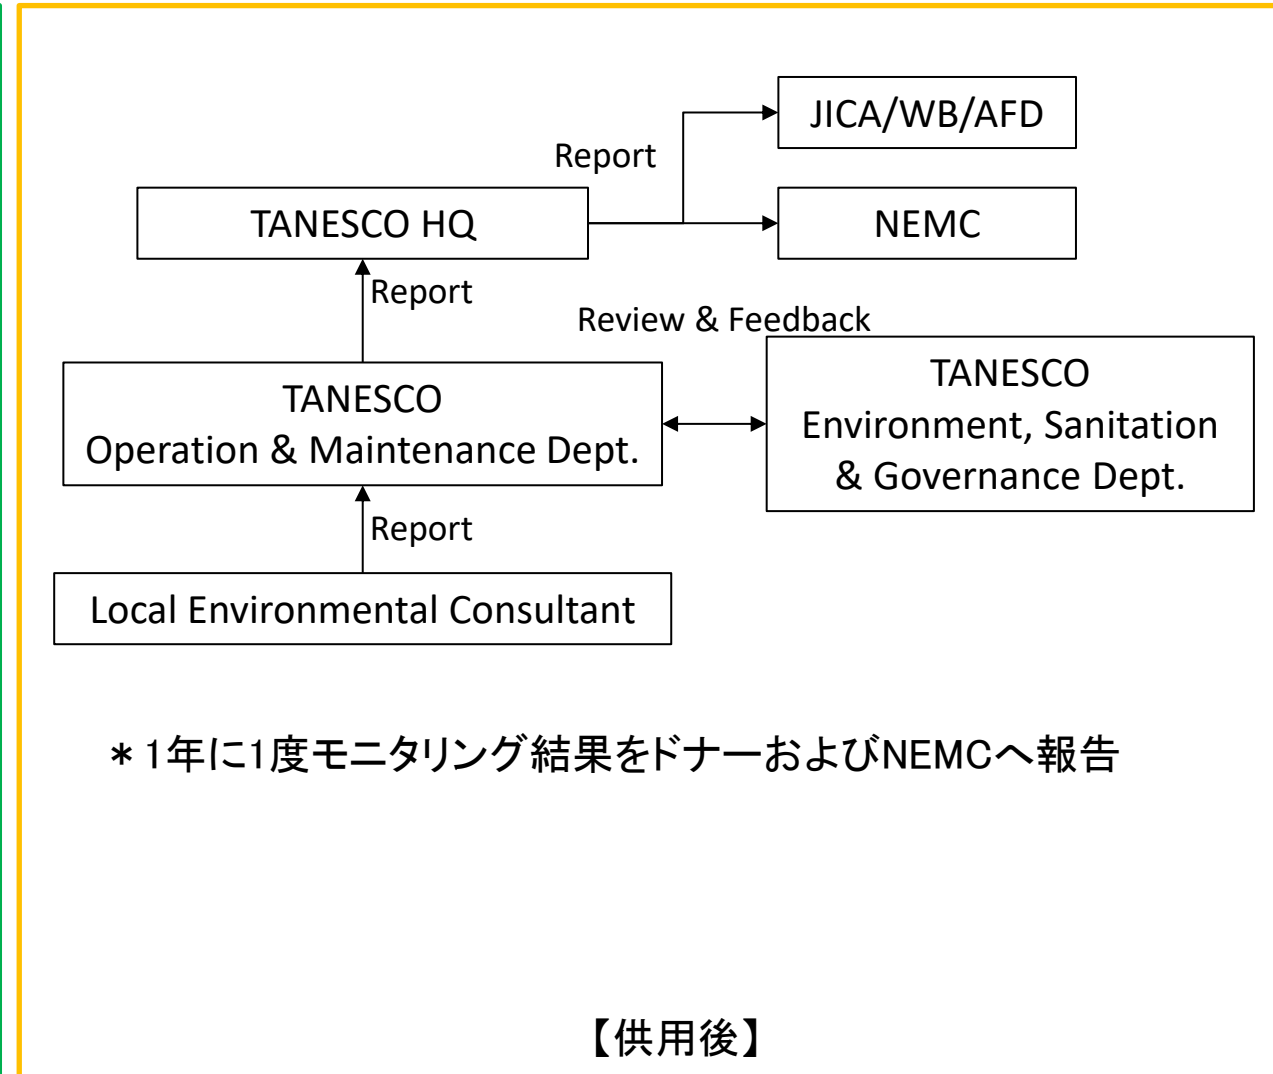 JICA/WB/AFD
Report
TANESCO HQ
NEMC
Report
Review & Feedback
TANESCO
Operation & Maintenance Dept.
TANESCO
Environment, Sanitation
& Governance Dept.
Report
Local Environmental Consultant
*1年に1度モニタリング結果をドナーおよびNEMCへ報告
【供用後】